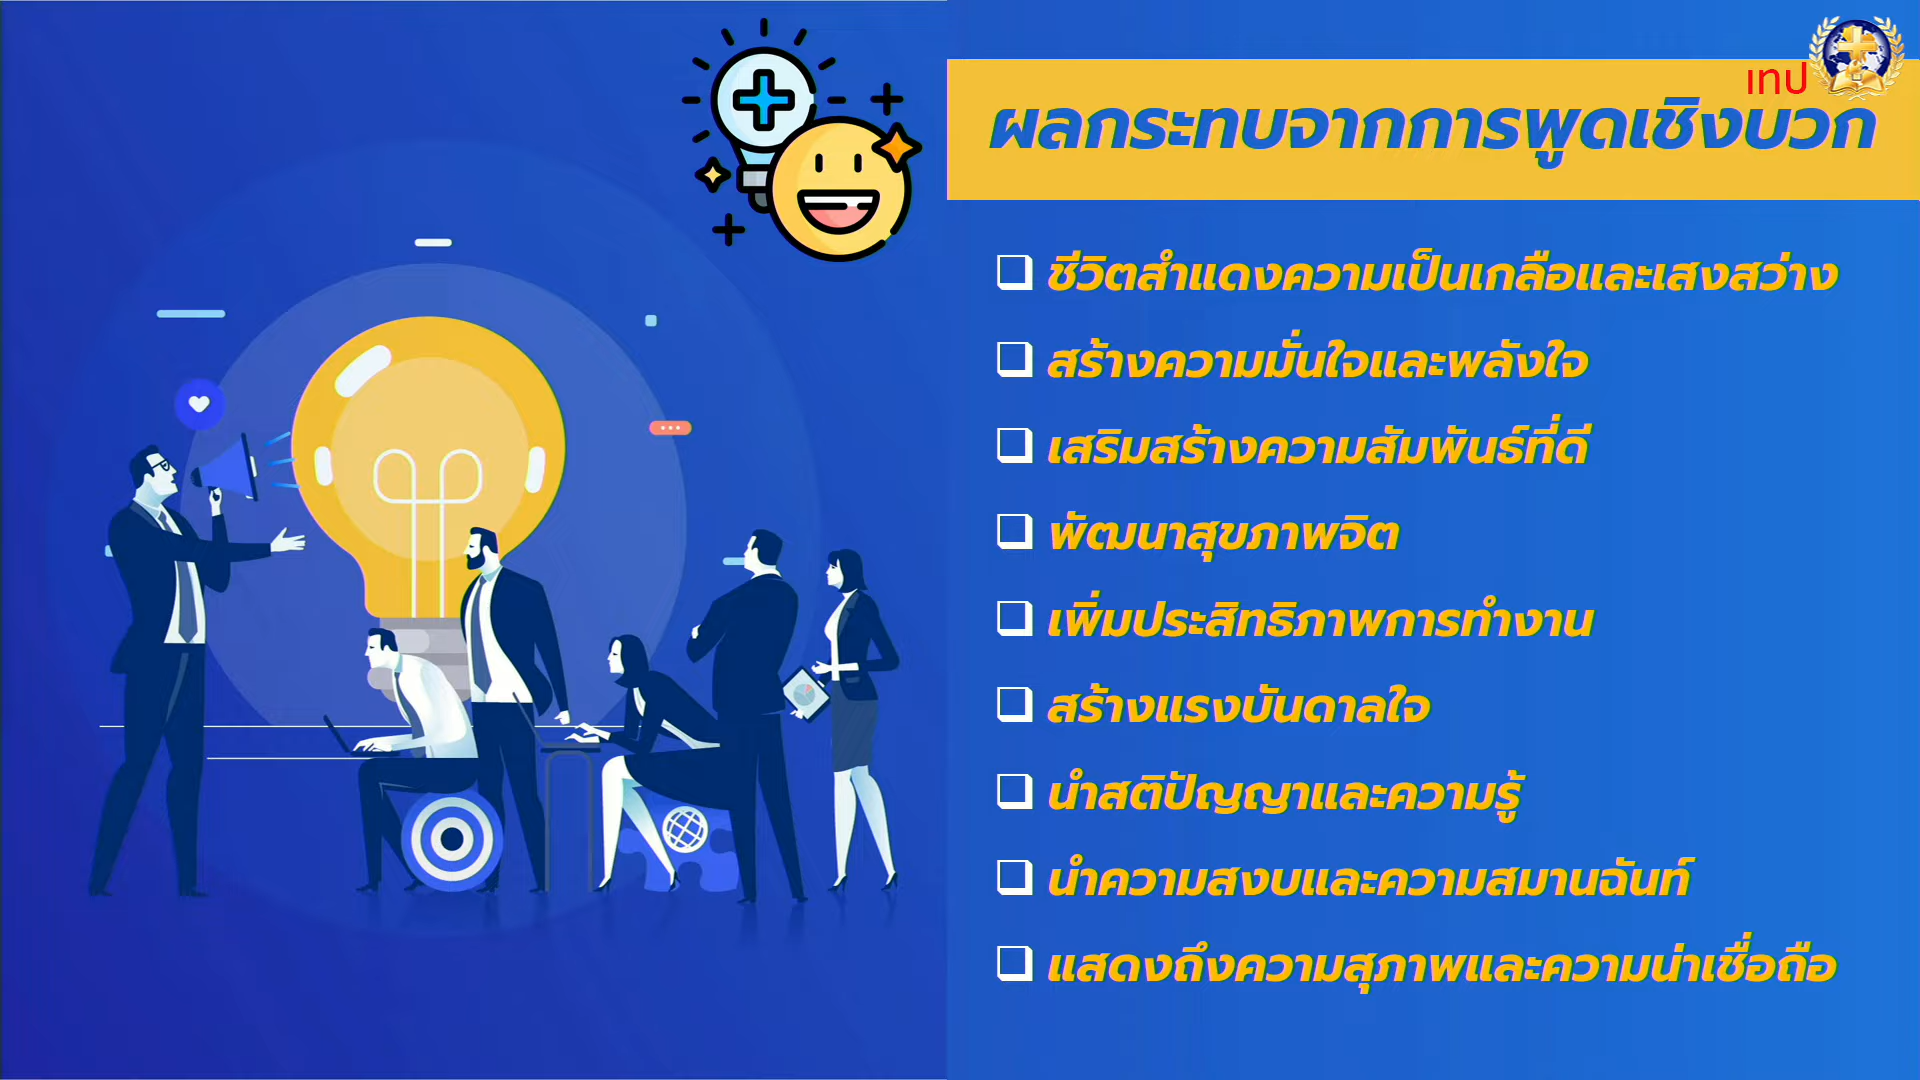 เทป
ผลกระทบจากการพูดเชิงบวก
ชีวิตสำแดงความเป็นเกลือและเสงสว่าง
สร้างความมั่นใจและพลังใจ
เสริมสร้างความสัมพันธ์ที่ดี
พัฒนาสุขภาพจิต
เพิ่มประสิทธิภาพการทำงาน
สร้างแรงบันดาลใจ
นำสติปัญญาและความรู้
นำความสงบและความสมานฉันท์
แสดงถึงความสุภาพและความน่าเชื่อถือ